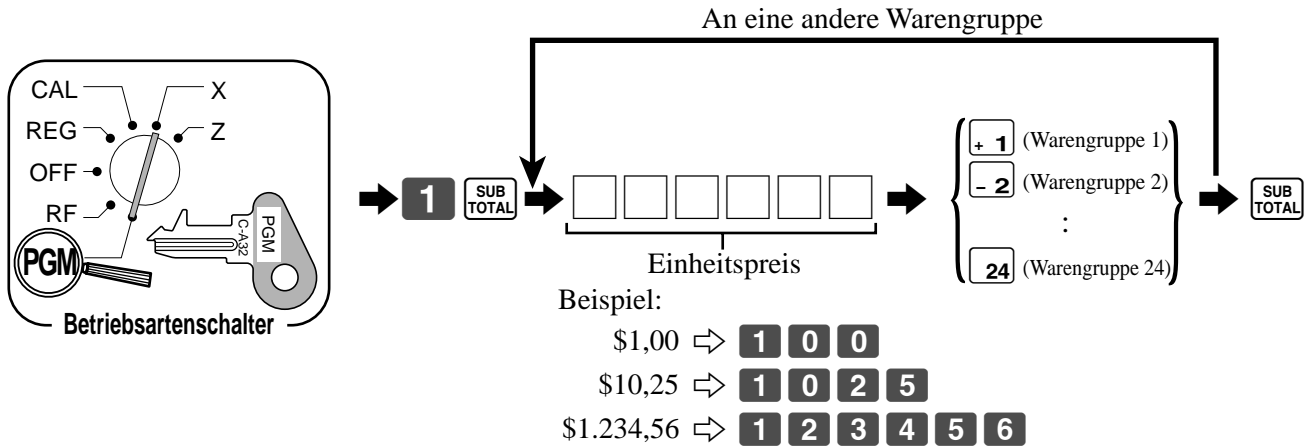 An eine andere Warengruppe
CAL
X
REG
Z
OFF
RF
PGM
PGM
C-A32
Betriebsartenschalter
1 SUB TOTAL
Einheitspreis
+ 1 (Warengruppe 1)
- 2 (Warengruppe 2)
:
24 (Warengruppe 24)
SUB TOTAL
Beispiel:
$1,00 ⇨ 1 0 0
$10,25 ⇨ 1 0 2 5
$1.234,56 ⇨ 1 2 3 4 5 6